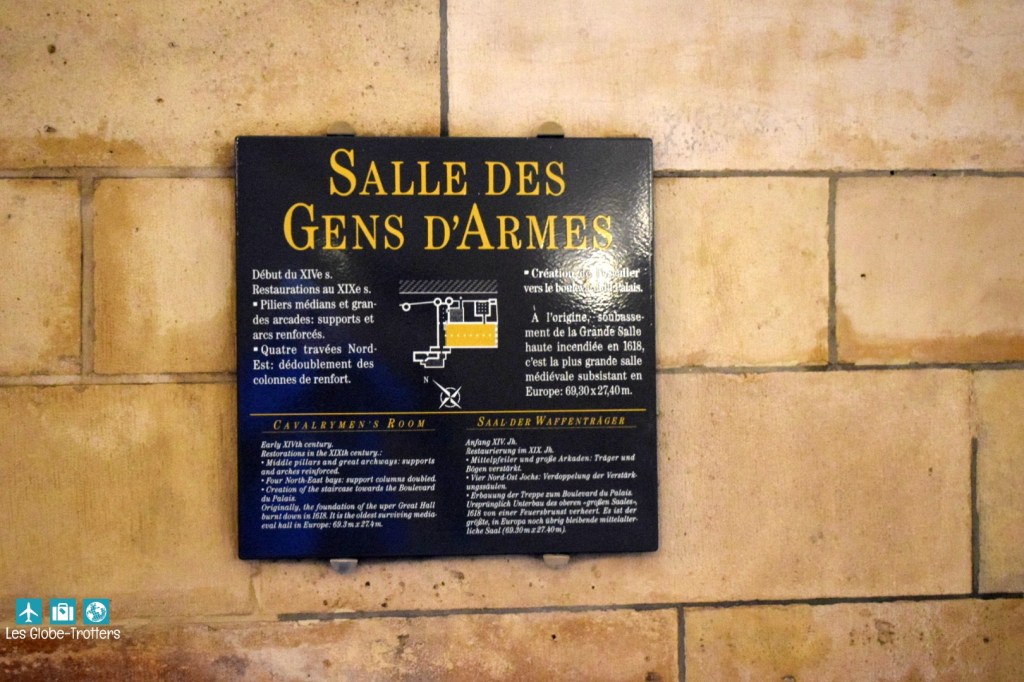 SALLE DES
GENS D'ARMES
Début du XIVe s.
Restaurations au XIXe s.
▪ Piliers médians et gran-
des arcades: supports et
arcs renforcés.
▪ Quatre travées Nord-
Est: dédoublement des
colonnes de renfort.
N
▪ Création
vers le Palais.
À l'origine, soubasse-
ment de la Grande Salle
haute incendiée en 1618,
c'est la plus grande salle
médiévale subsistant en
Europe: 69,30 x 27,40 m.
CAVALRYMEN'S ROOM
Early XIVth century.
Restorations in the XIXth century.:
• Middle pillars and great archways: supports
and arches reinforced.
• Four North-East bays: support columns doubled.
• Creation of the staircase towards the Boulevard
du Palais.
Originally, the foundation of the uper Great Hall
burnt down in 1618. It is the oldest surviving media-
eval hall in Europe: 69.3 m x 27.4 m.
SAAL DER WAFFENTRÄGER
Anfang XIV. Jh.
Restaurierung im XIX. Jh.
• Mittelpfeiler und große Arkaden: Träger und
Bögen verstärkt.
• Vier Nord-Ost Jochs: Verdoppelung der Verstärk-
ungssäulen.
• Erbauung der Treppe zum Boulevard du Palais.
Ursprünglich Unterbau des oberen «großen Saales»,
1618 von einer Feuersbrunst verheert. Es ist der
größte, in Europa noch übrig bleibende mittelalter-
liche Saal (69.30 m x 27.40 m).
Les Globe-Trotters